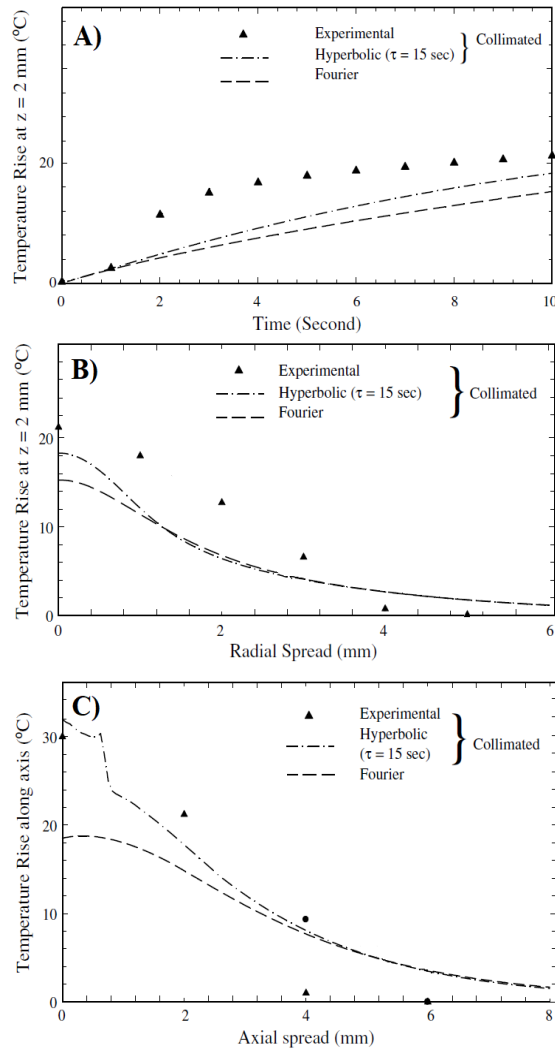 A)
Experimental
Hyperbolic (τ = 15 sec)
Fourier
} Collimated
Temperature Rise at z = 2 mm (°C)
20
0
0 2 4 6 8 10
Time (Second)
B)
Experimental
Hyperbolic (τ = 15 sec)
Fourier
} Collimated
Temperature Rise at z = 2 mm (°C)
20
10
0
0 2 4 6
Radial Spread (mm)
C)
Experimental
Hyperbolic
(τ = 15 sec)
Fourier
} Collimated
Temperature Rise along axis (°C)
30
20
10
0
0 2 4 6 8
Axial spread (mm)